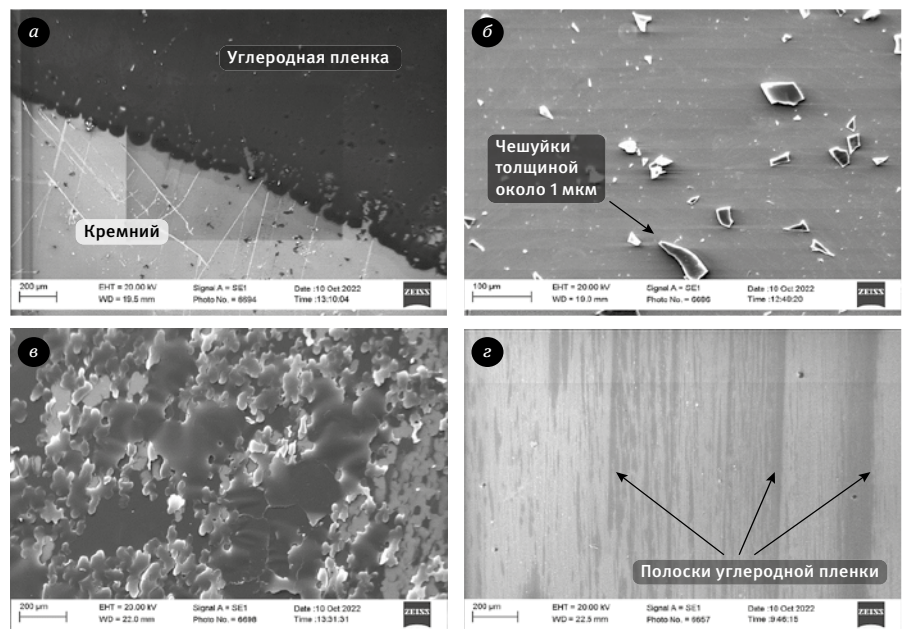 а
Углеродная пленка
Кремний
200 μm
EHT = 20.00 kV
Signal A = SE1
Date :10 Oct 2022
WD = 19.5 mm
Photo No. = 6694
Time :13:10:04
ZEISS
б
Чешуйки
толщиной
около 1 мкм
100 μm
EHT = 20.00 kV
Signal A = SE1
Date :10 Oct 2022
WD = 19.0 mm
Photo No. = 6686
Time :12:49:20
ZEISS
в
200 μm
EHT = 20.00 kV
Signal A = SE1
Date :10 Oct 2022
WD = 22.0 mm
Photo No. = 6698
Time :13:31:31
ZEISS
г
Полоски углеродной пленки
200 μm
EHT = 20.00 kV
Signal A = SE1
Date :10 Oct 2022
WD = 22.5 mm
Photo No. = 6657
Time :9:46:15
ZEISS